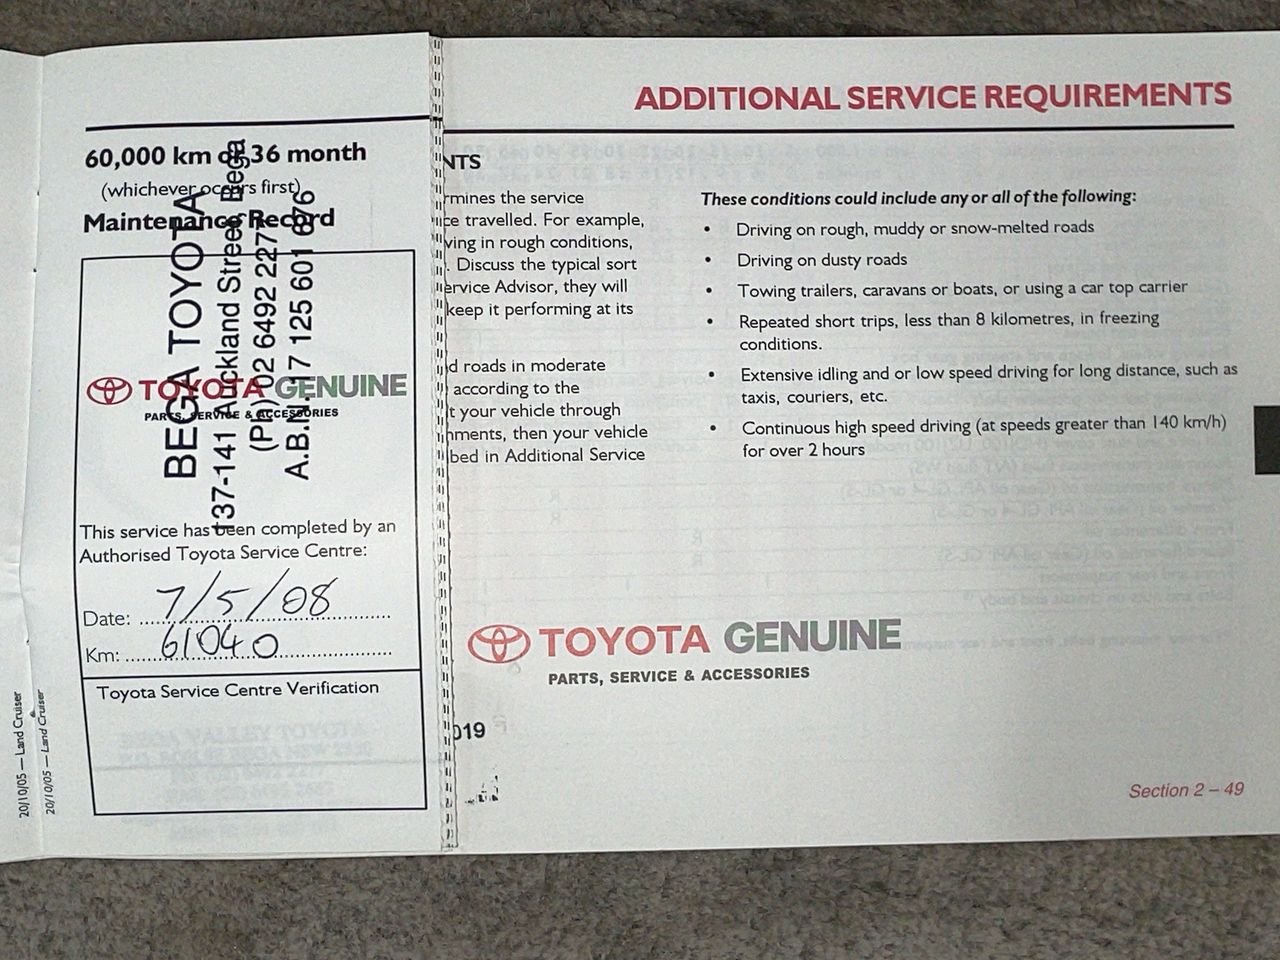 60,000 km or 36 month
(whichever occurs first)
Maintenance Record
BEGA TOYOTA
137-141 Auckland Street Bega
(PH) 02 6492 2277
A.B.N. 17 125 601 876
TOYOTA GENUINE
PARTS, SERVICE & ACCESSORIES
This service has been completed by an
Authorised Toyota Service Centre:
Date: 7/5/08
Km: 61040
Toyota Service Centre Verification
20/10/05 — Land Cruiser
20/10/05 — Land Cruiser
ADDITIONAL SERVICE REQUIREMENTS
NTS
rmines the service
ce travelled. For example,
ving in rough conditions,
. Discuss the typical sort
ervice Advisor, they will
keep it performing at its
d roads in moderate
according to the
t your vehicle through
nments, then your vehicle
bed in Additional Service
These conditions could include any or all of the following:
• Driving on rough, muddy or snow-melted roads
• Driving on dusty roads
• Towing trailers, caravans or boats, or using a car top carrier
• Repeated short trips, less than 8 kilometres, in freezing
conditions.
• Extensive idling and or low speed driving for long distance, such as
taxis, couriers, etc.
• Continuous high speed driving (at speeds greater than 140 km/h)
for over 2 hours
TOYOTA GENUINE
PARTS, SERVICE & ACCESSORIES
019
Section 2 – 49